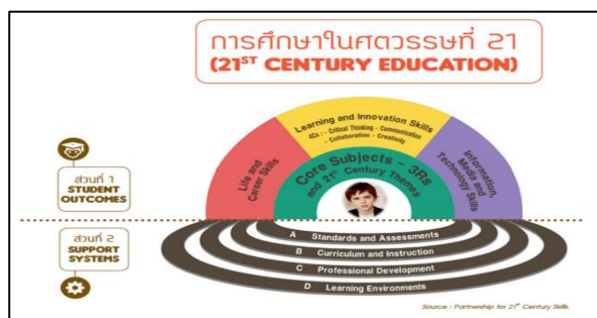 การศึกษาในศตวรรษที่ 21
(21ST CENTURY EDUCATION)
Learning and Innovation Skills
4Cs : - Critical Thinking - Communication
- Collaboration - Creativity
Life and
Career Skills
Core Subjects - 3Rs
and 21st Century Themes
Information,
Media and
Technology Skills
ส่วนที่ 1
STUDENT
OUTCOMES
ส่วนที่ 2
SUPPORT
SYSTEMS
A Standards and Assessments
B Curriculum and Instruction
C Professional Development
D Learning Environments
Source : Partnership for 21st Century Skills.